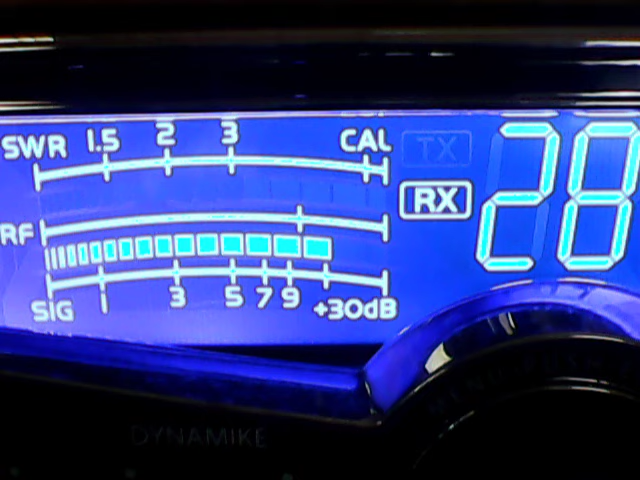 SWR 1.5 2 3 CAL
TX
RX
28
RF
SIG 1 3 5 7 9 +30dB
DYNAMIKE